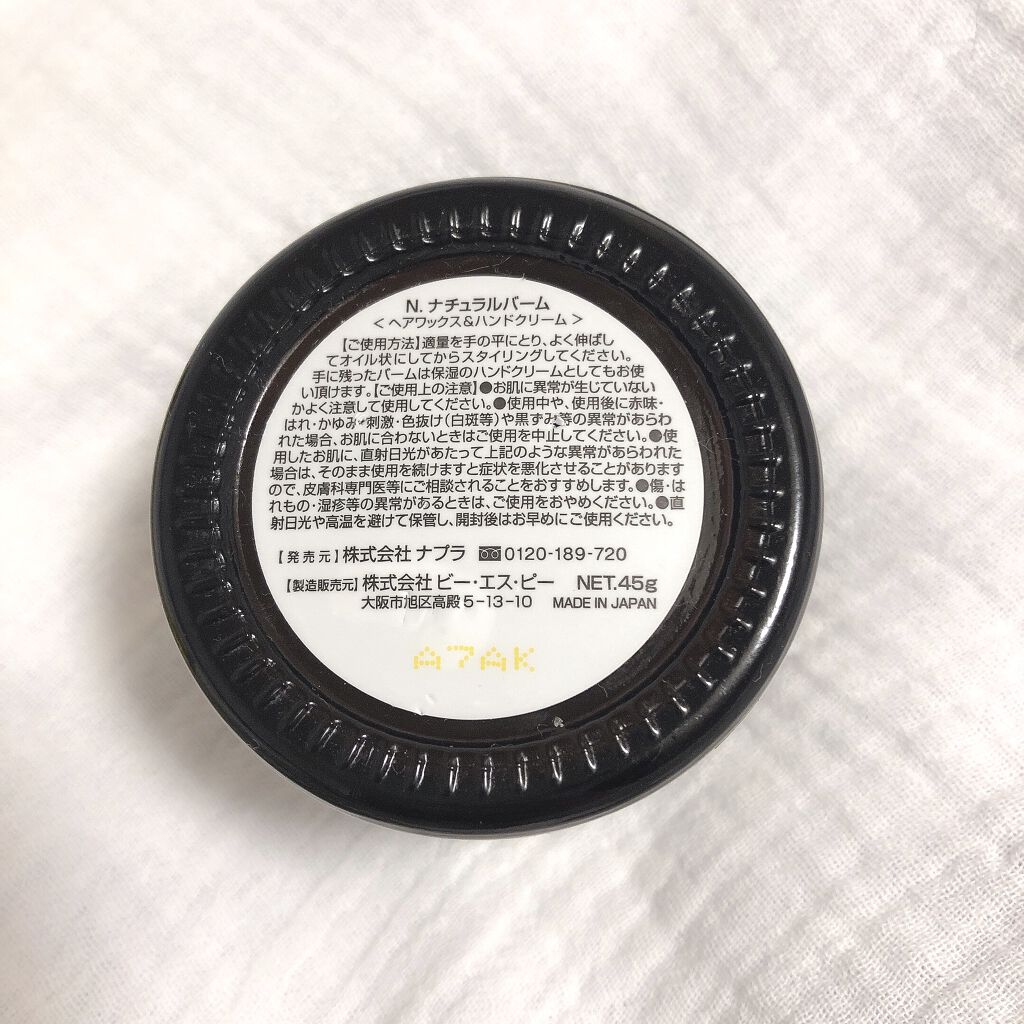 N. ナチュラルバーム
<ヘアワックス&ハンドクリーム>
【ご使用方法】適量を手の平にとり、よく伸ばし
てオイル状にしてからスタイリングしてください。
手に残ったバームは保湿のハンドクリームとしてもお使
い頂けます。【ご使用上の注意】●お肌に異常が生じていない
かよく注意して使用してください。●使用中や、使用後に赤味・
はれ・かゆみ・刺激・色抜け(白斑等)や黒ずみ等の異常があらわ
れた場合、お肌に合わないときはご使用を中止してください。●使
用したお肌に、直射日光があたって上記のような異常があらわれた
場合は、そのまま使用を続けますと症状を悪化させることがあります
ので、皮膚科専門医等にご相談されることをおすすめします。●傷・は
れもの・湿疹等の異常があるときは、ご使用をおやめください。●直
射日光や高温を避けて保管し、開封後はお早めにご使用ください。
【発売元】株式会社 ナプラ 0120-189-720
【製造販売元】株式会社 ビー・エス・ピー NET.45g
大阪市旭区高殿5-13-10 MADE IN JAPAN
A7AK